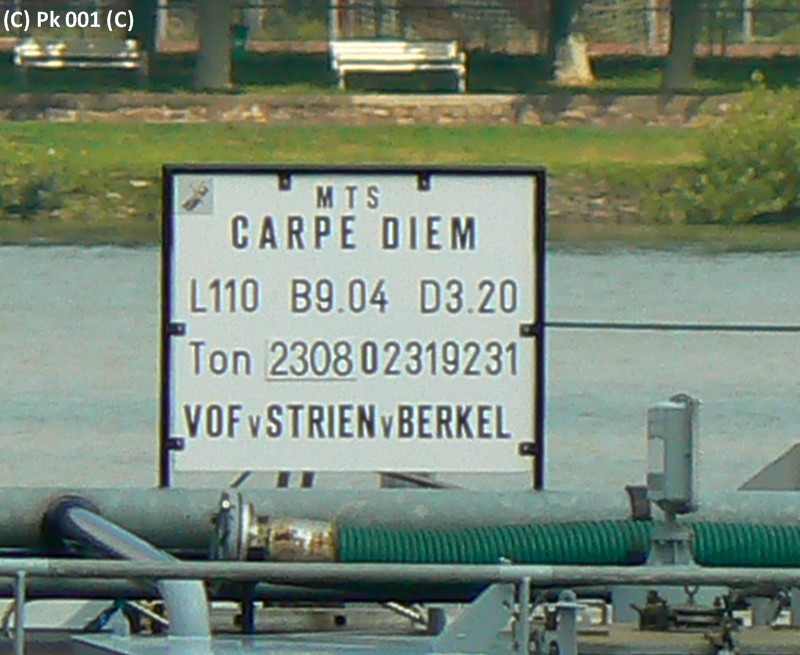 (C) Pk 001 (C)
MTS
CARPE DIEM
L110 B9.04 D3.20
Ton 2308 02319231
VOF v STRIEN v BERKEL